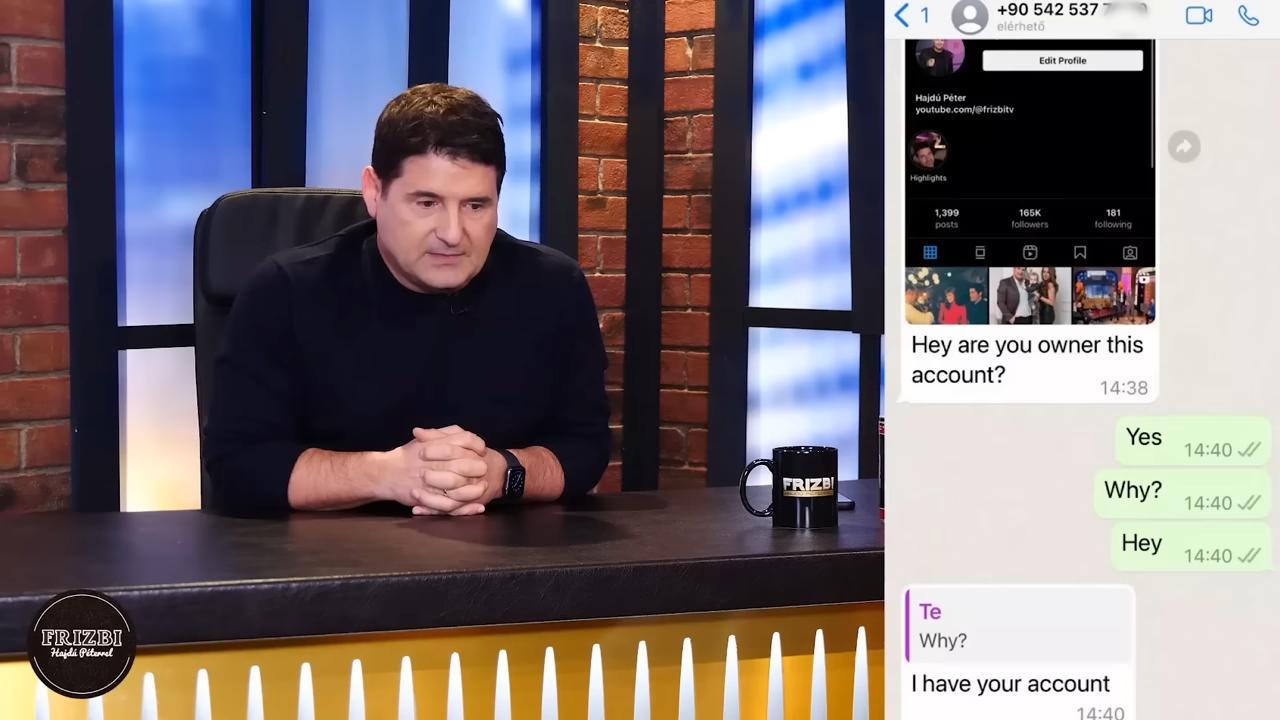 FRIZBI
Hajdú Péterrel
FRIZBI
1
+90 542 537 7
elérhető
Edit Profile
Hajdú Péter
youtube.com/@frizbitv
Highlights
1,399
posts
165K
followers
181
following
Hey are you owner this
account?
14:38
Yes
14:40
Why?
14:40
Hey
14:40
Te
Why?
I have your account
14:40